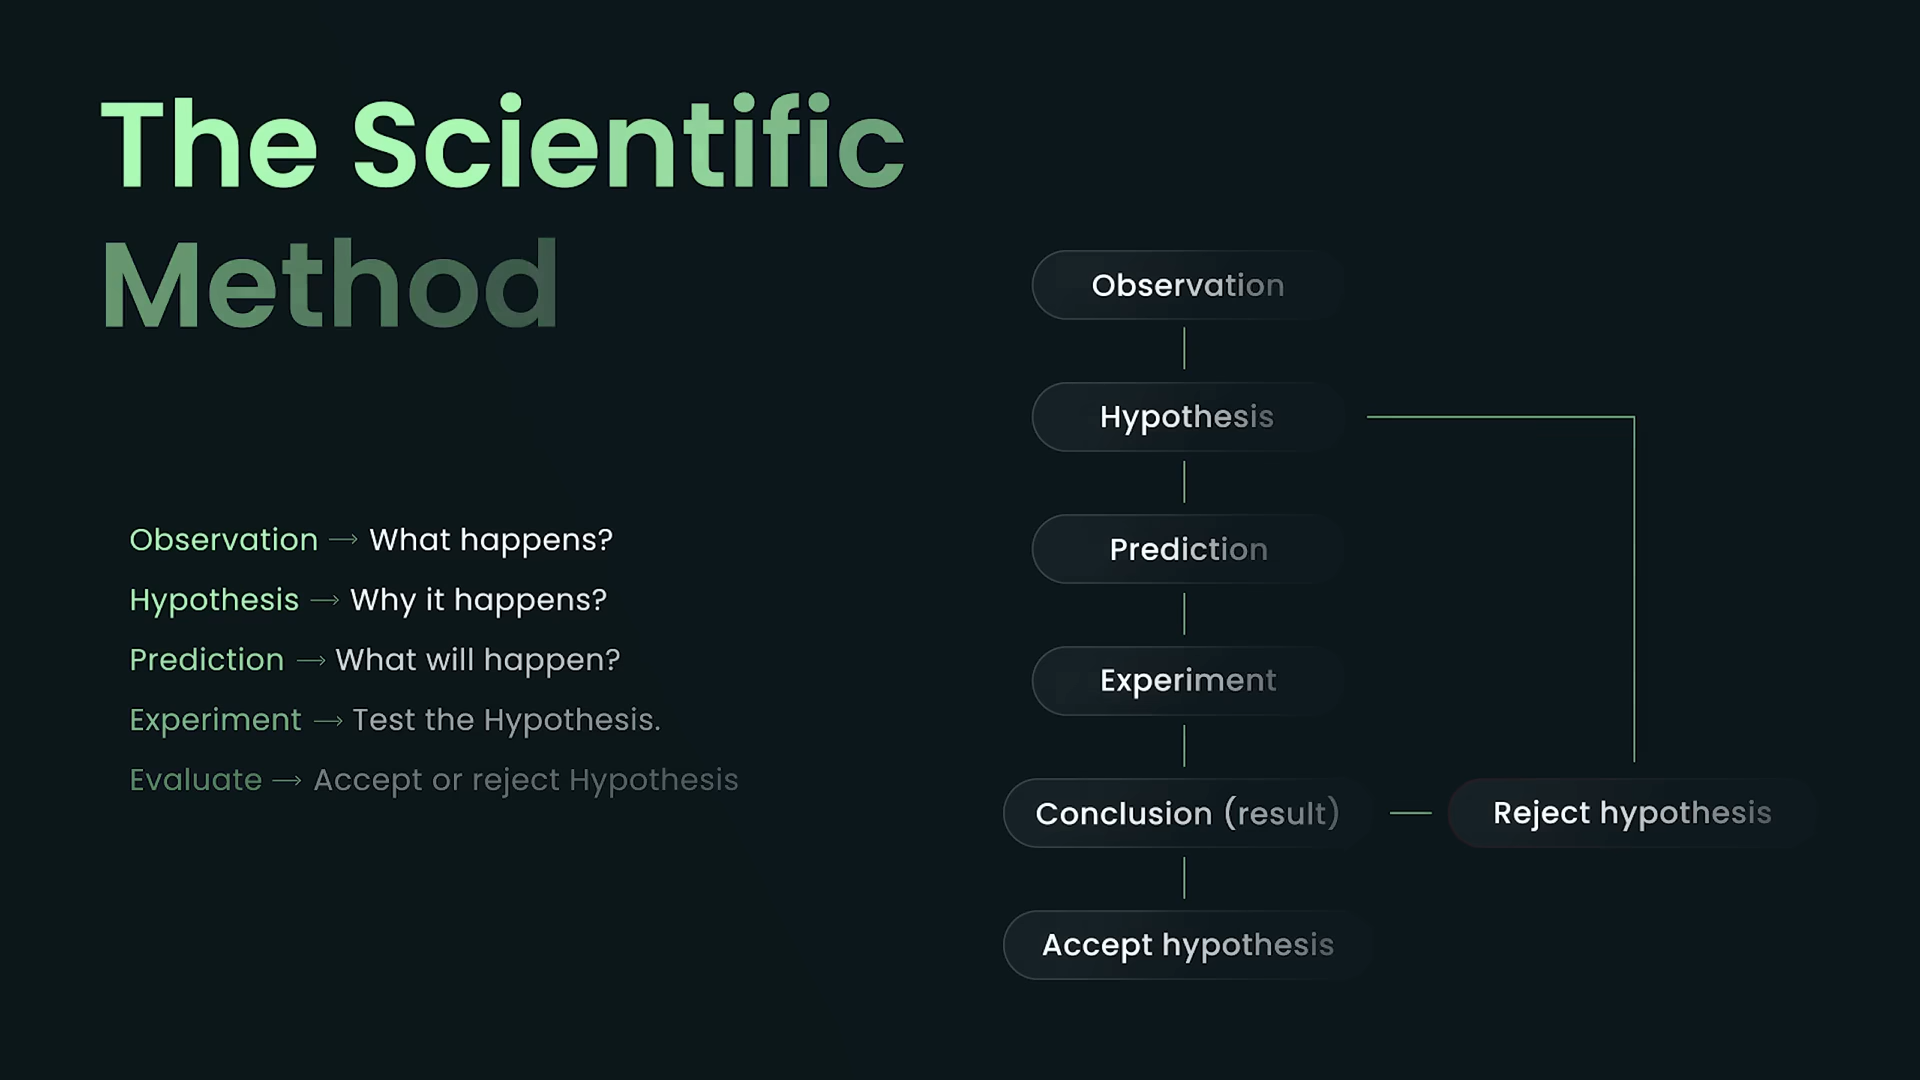 The Scientific
Method
Observation → What happens?
Hypothesis → Why it happens?
Prediction → What will happen?
Experiment → Test the Hypothesis.
Evaluate → Accept or reject Hypothesis
Observation
Hypothesis
Prediction
Experiment
Conclusion (result)
Reject hypothesis
Accept hypothesis